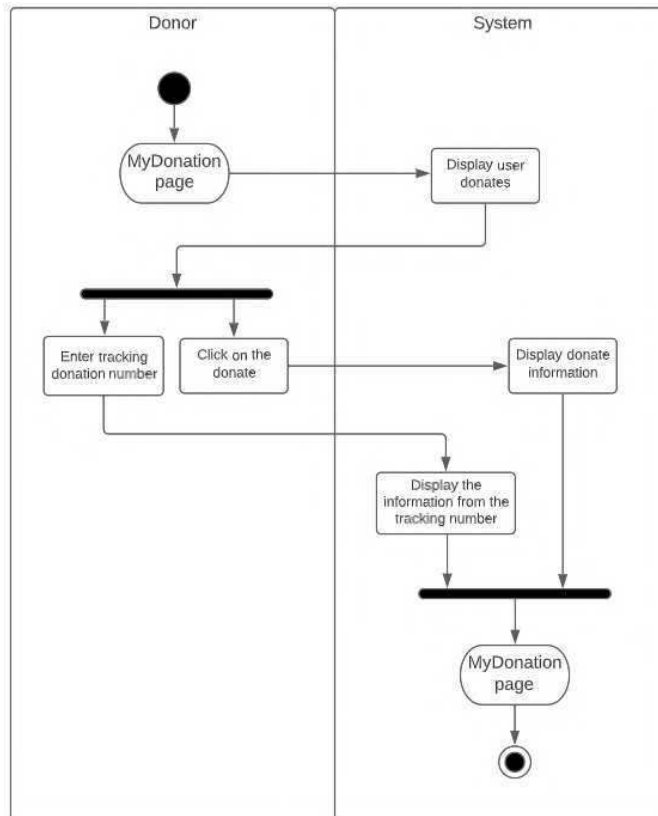 Donor
System
MyDonation
page
Display user
donates
Enter tracking
donation number
Click on the
donate
Display donate
information
Display the
information from the
tracking number
MyDonation
page